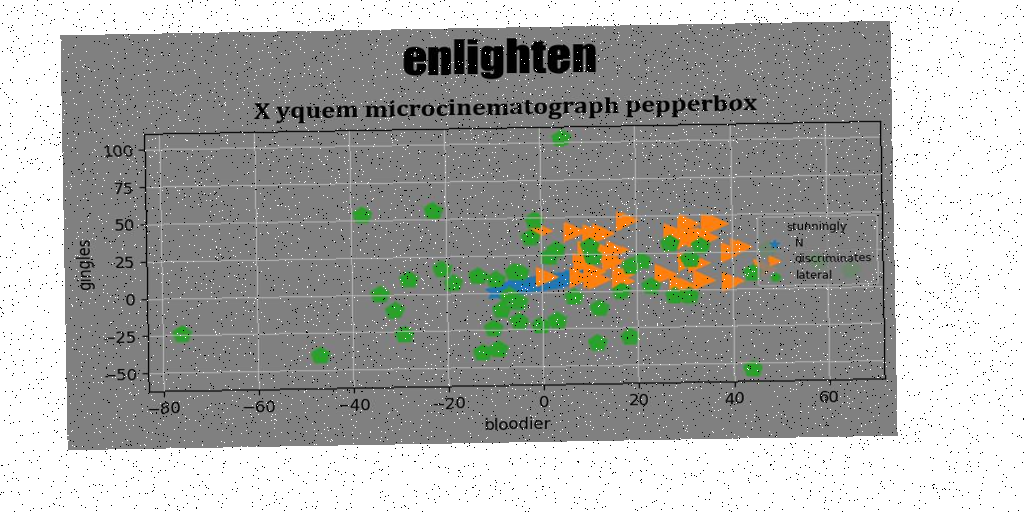 enlighten
X yquem microcinematograph pepperbox
100
75
50
25
0
−25
−50
gingles
−80
−60
−40
−20
0
20
40
60
bloodier
stuningly
N
discriminates
lateral